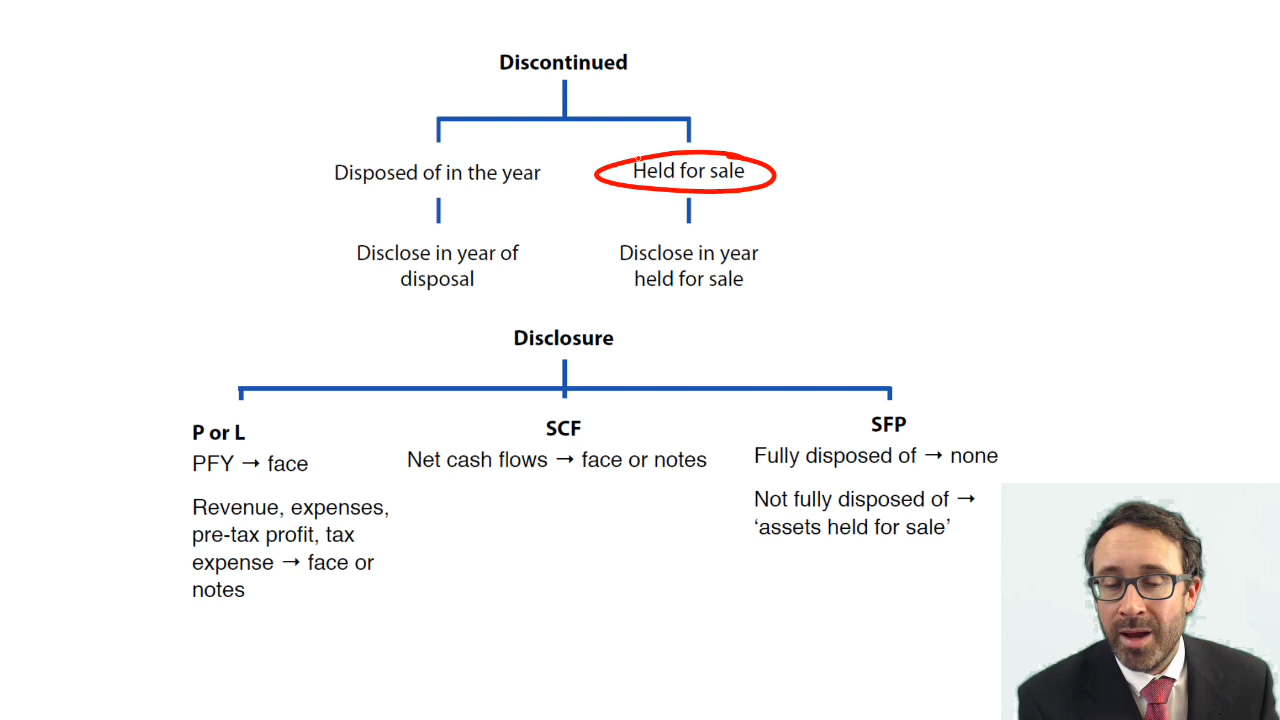 Discontinued
Disposed of in the year
Held for sale
Disclose in year of
disposal
Disclose in year
held for sale
Disclosure
P or L
PFY → face
Revenue, expenses,
pre-tax profit, tax
expense → face or
notes
SCF
Net cash flows → face or notes
SFP
Fully disposed of → none
Not fully disposed of →
‘assets held for sale’